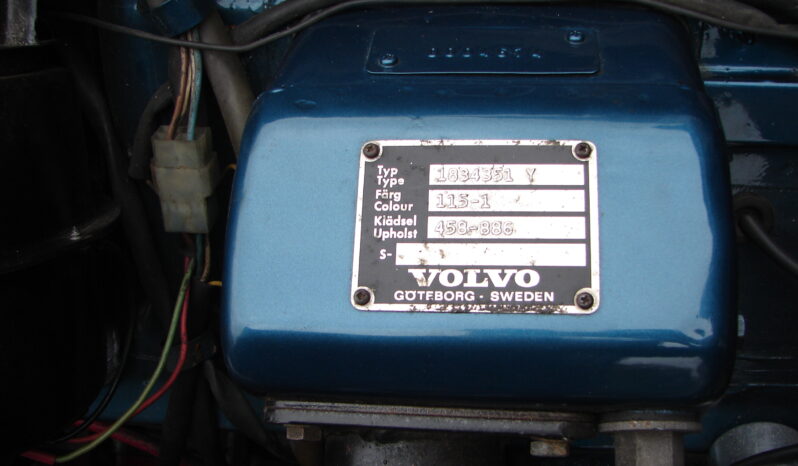 Typ
Type 1834351 Y
Färg
Colour 115-1
Klädsel
Upholst 458-886
S-
VOLVO
GÖTEBORG · SWEDEN